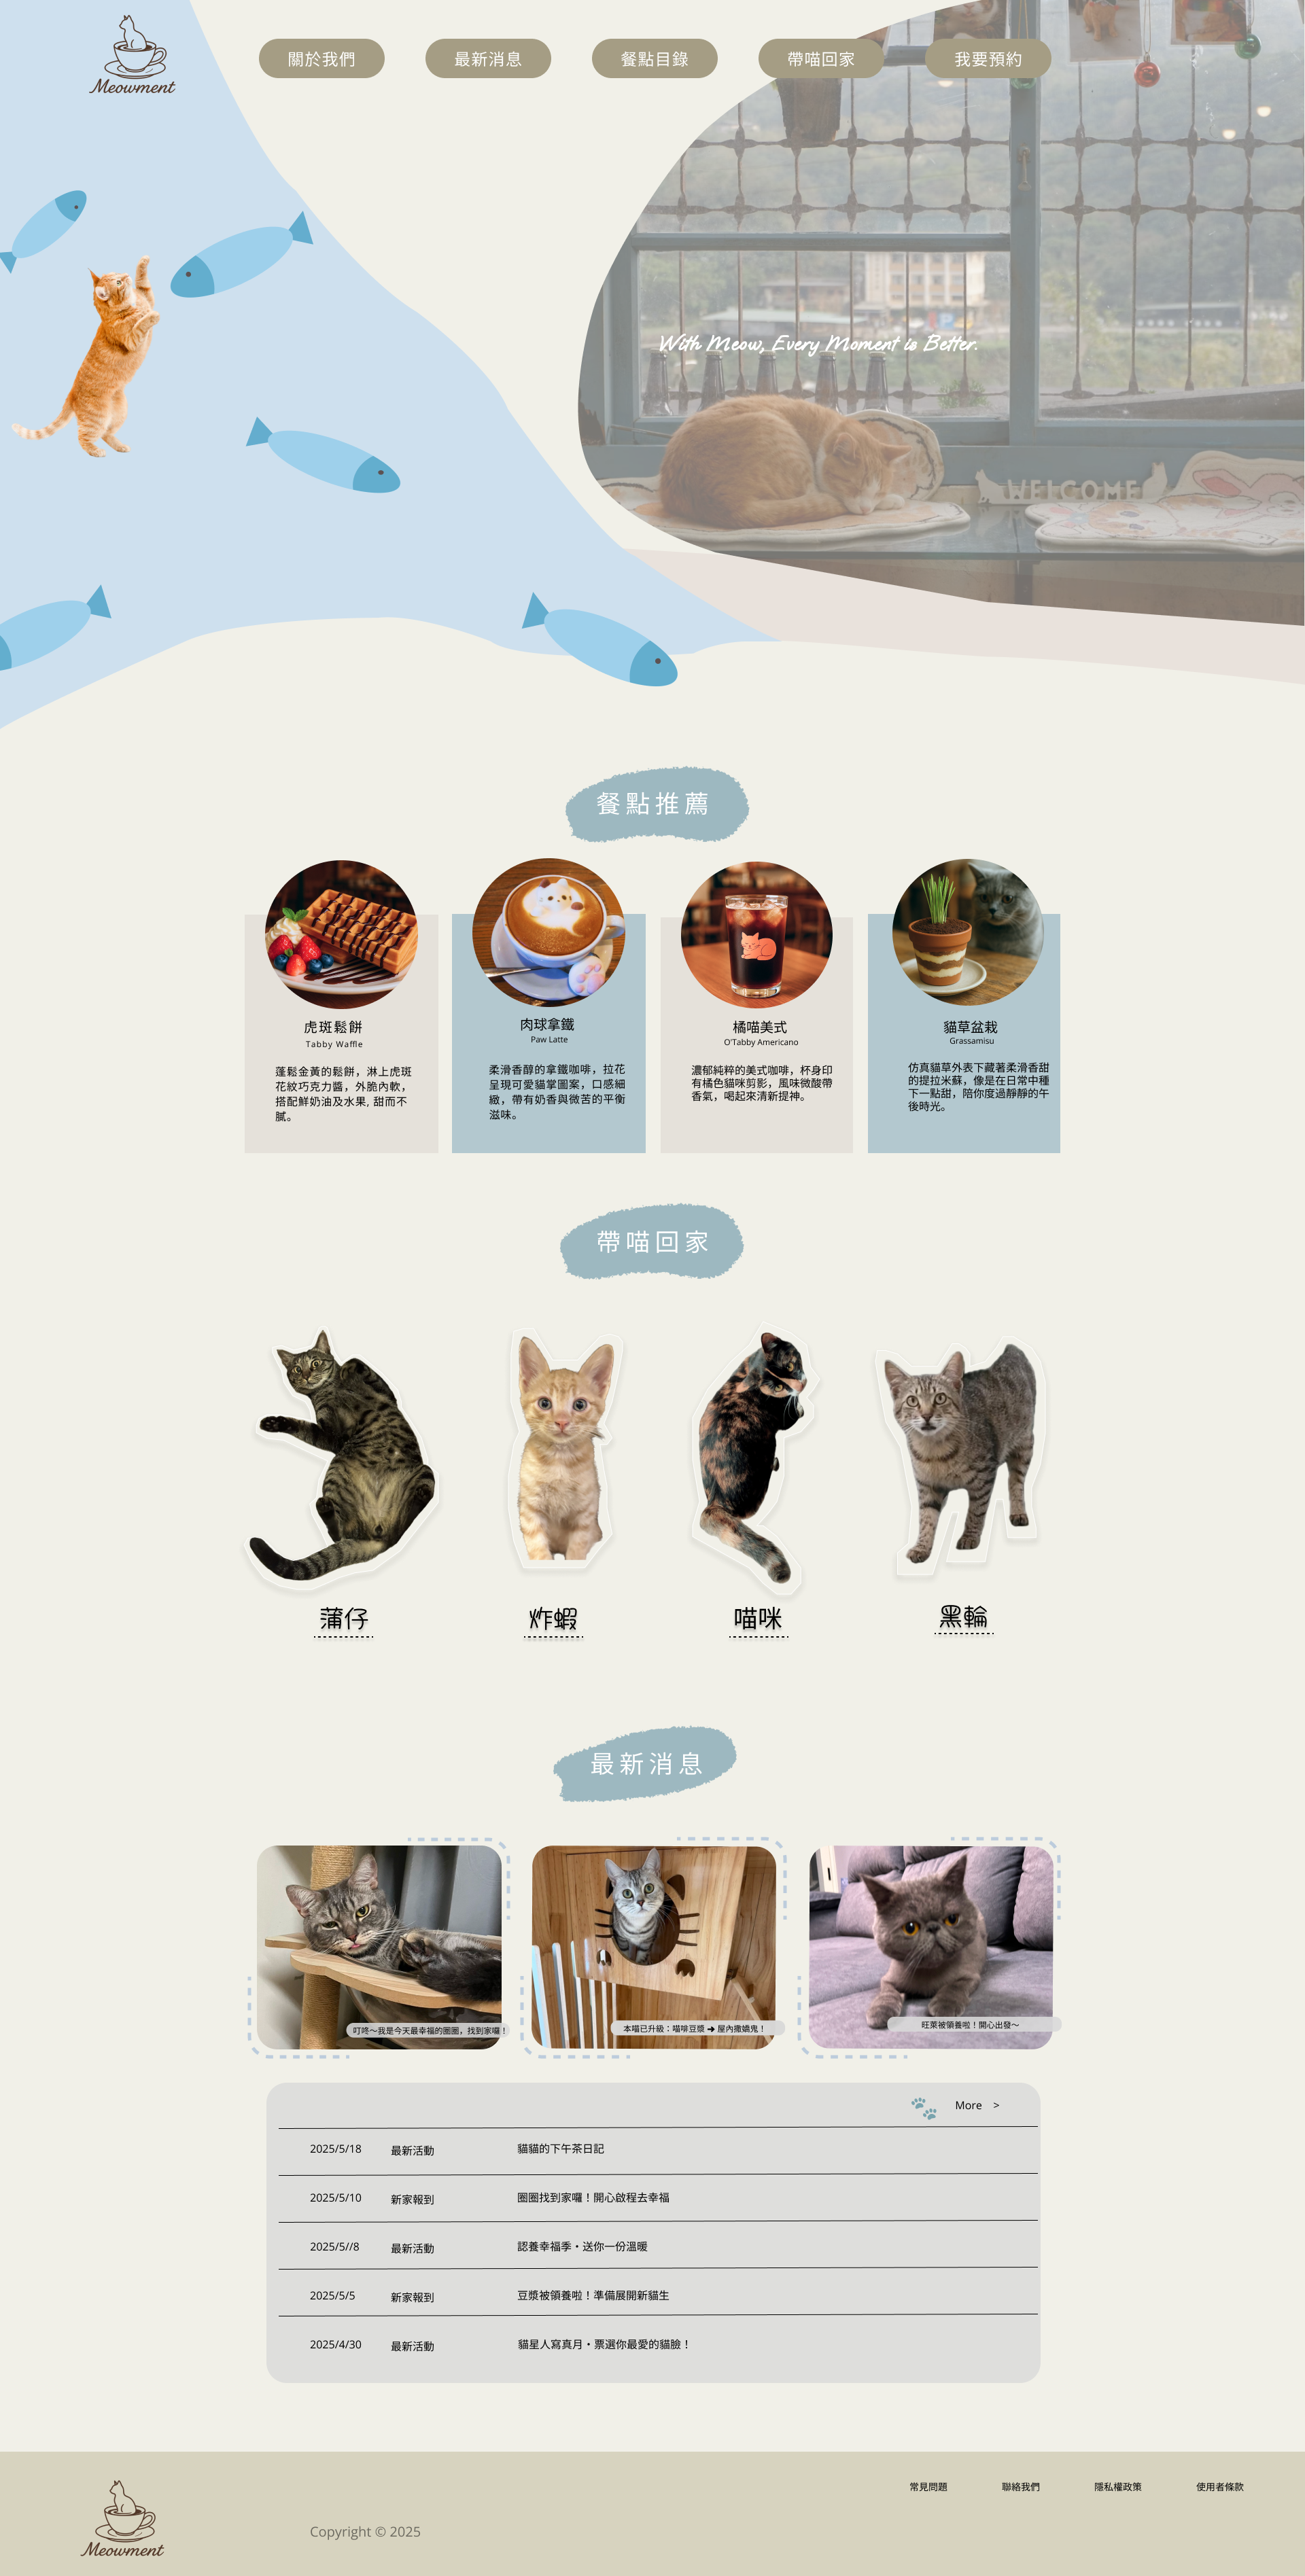 Meowment
關於我們
最新消息
餐點目錄
帶喵回家
我要預約
With Meow, Every Moment is Better.
WELCOME
餐點推薦
虎斑鬆餅
Tabby Waffle
蓬鬆金黃的鬆餅，淋上虎斑
花紋巧克力醬，外脆內軟，
搭配鮮奶油及水果, 甜而不
膩。
肉球拿鐵
Paw Latte
柔滑香醇的拿鐵咖啡，拉花
呈現可愛貓掌圖案，口感細
緻，帶有奶香與微苦的平衡
滋味。
橘喵美式
O'Tabby Americano
濃郁純粹的美式咖啡，杯身印
有橘色貓咪剪影，風味微酸帶
香氣，喝起來清新提神。
貓草盆栽
Grassamisu
仿真貓草外表下藏著柔滑香甜
的提拉米蘇，像是在日常中種
下一點甜，陪你度過靜靜的午
後時光。
帶喵回家
蒲仔
炸蝦
喵咪
黑輪
最新消息
叮咚～我是今天最幸福的圈圈，找到家囉！
本喵已升級：喵啡豆漿 ➜ 屋內撒嬌鬼！
旺萊被領養啦！開心出發～
More >
2025/5/18 最新活動 貓貓的下午茶日記
2025/5/10 新家報到 圈圈找到家囉！開心啟程去幸福
2025/5//8 最新活動 認養幸福季・送你一份溫暖
2025/5/5 新家報到 豆漿被領養啦！準備展開新貓生
2025/4/30 最新活動 貓星人寫真月・票選你最愛的貓臉！
常見問題
聯絡我們
隱私權政策
使用者條款
Meowment
Copyright © 2025